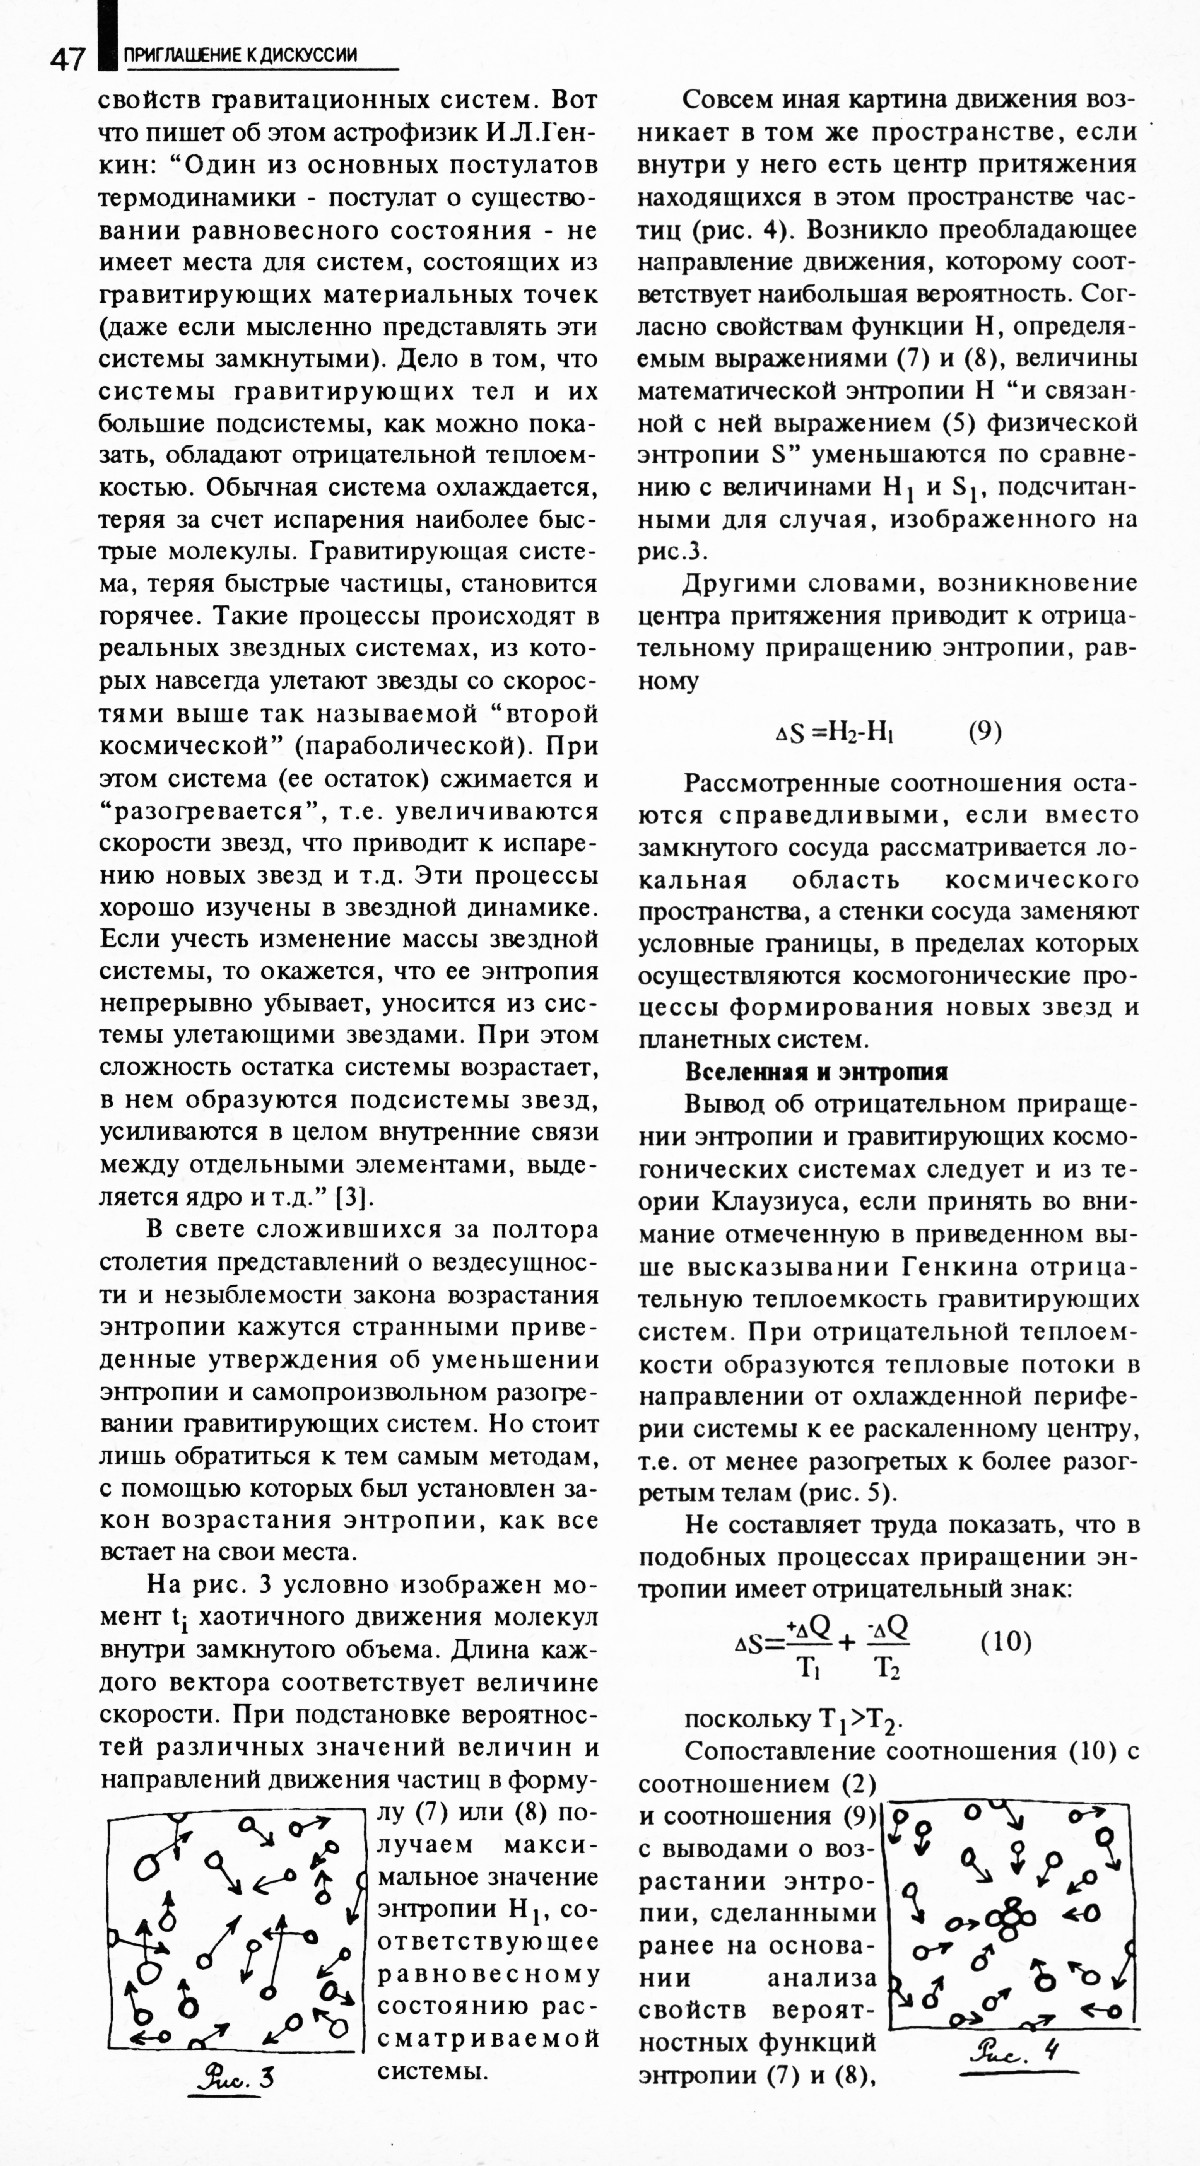 47
ПРИГЛАШЕНИЕ К ДИСКУССИИ
свойств гравитационных систем. Вот
что пишет об этом астрофизик И.Л.Ген-
кин: “Один из основных постулатов
термодинамики - постулат о существо-
вании равновесного состояния - не
имеет места для систем, состоящих из
гравитирующих материальных точек
(даже если мысленно представлять эти
системы замкнутыми). Дело в том, что
системы гравитирующих тел и их
большие подсистемы, как можно пока-
зать, обладают отрицательной теплоем-
костью. Обычная система охлаждается,
теряя за счет испарения наиболее быс-
трые молекулы. Гравитирующая систе-
ма, теряя быстрые частицы, становится
горячее. Такие процессы происходят в
реальных звездных системах, из кото-
рых навсегда улетают звезды со скорос-
тями выше так называемой “второй
космической” (параболической). При
этом система (ее остаток) сжимается и
“разогревается”, т.е. увеличиваются
скорости звезд, что приводит к испаре-
нию новых звезд и т.д. Эти процессы
хорошо изучены в звездной динамике.
Если учесть изменение массы звездной
системы, то окажется, что ее энтропия
непрерывно убывает, уносится из сис-
темы улетающими звездами. При этом
сложность остатка системы возрастает,
в нем образуются подсистемы звезд,
усиливаются в целом внутренние связи
между отдельными элементами, выде-
ляется ядро и т.д.” [3].
В свете сложившихся за полтора
столетия представлений о вездесущнос-
ти и незыблемости закона возрастания
энтропии кажутся странными приве-
денные утверждения об уменьшении
энтропии и самопроизвольном разогре-
вании гравитирующих систем. Но стоит
лишь обратиться к тем самым методам,
с помощью которых был установлен за-
кон возрастания энтропии, как все
встает на свои места.
На рис. 3 условно изображен мо-
мент tᵢ хаотичного движения молекул
внутри замкнутого объема. Длина каж-
дого вектора соответствует величине
скорости. При подстановке вероятнос-
тей различных значений величин и
направлений движения частиц в форму-
лу (7) или (8) по-
лучаем макси-
мальное значение
энтропии H₁, со-
ответствующее
равновесному
состоянию рас-
сматриваемой
системы.
Рис. 3
Совсем иная картина движения воз-
никает в том же пространстве, если
внутри у него есть центр притяжения
находящихся в этом пространстве час-
тиц (рис. 4). Возникло преобладающее
направление движения, которому соот-
ветствует наибольшая вероятность. Сог-
ласно свойствам функции H, определя-
емым выражениями (7) и (8), величины
математической энтропии H “и связан-
ной с ней выражением (5) физической
энтропии S” уменьшаются по сравне-
нию с величинами H₁ и S₁, подсчитан-
ными для случая, изображенного на
рис.3.
Другими словами, возникновение
центра притяжения приводит к отрица-
тельному приращению энтропии, рав-
ному
ΔS =H₂-H₁ (9)
Рассмотренные соотношения оста-
ются справедливыми, если вместо
замкнутого сосуда рассматривается ло-
кальная область космического
пространства, а стенки сосуда заменяют
условные границы, в пределах которых
осуществляются космогонические про-
цессы формирования новых звезд и
планетных систем.
Вселенная и энтропия
Вывод об отрицательном прираще-
нии энтропии и гравитирующих космо-
гонических системах следует и из те-
ории Клаузиуса, если принять во вни-
мание отмеченную в приведенном вы-
ше высказывании Генкина отрица-
тельную теплоемкость гравитирующих
систем. При отрицательной теплоем-
кости образуются тепловые потоки в
направлении от охлажденной перифе-
рии системы к ее раскаленному центру,
т.е. от менее разогретых к более разог-
ретым телам (рис. 5).
Не составляет труда показать, что в
подобных процессах приращении эн-
тропии имеет отрицательный знак:
ΔS= +ΔQ/T₁ + -ΔQ/T₂ (10)
поскольку T₁>T₂.
Сопоставление соотношения (10) с
соотношением (2)
и соотношения (9)
с выводами о воз-
растании энтро-
пии, сделанными
ранее на основа-
нии анализа
свойств вероят-
ностных функций
энтропии (7) и (8),
Рис. 4